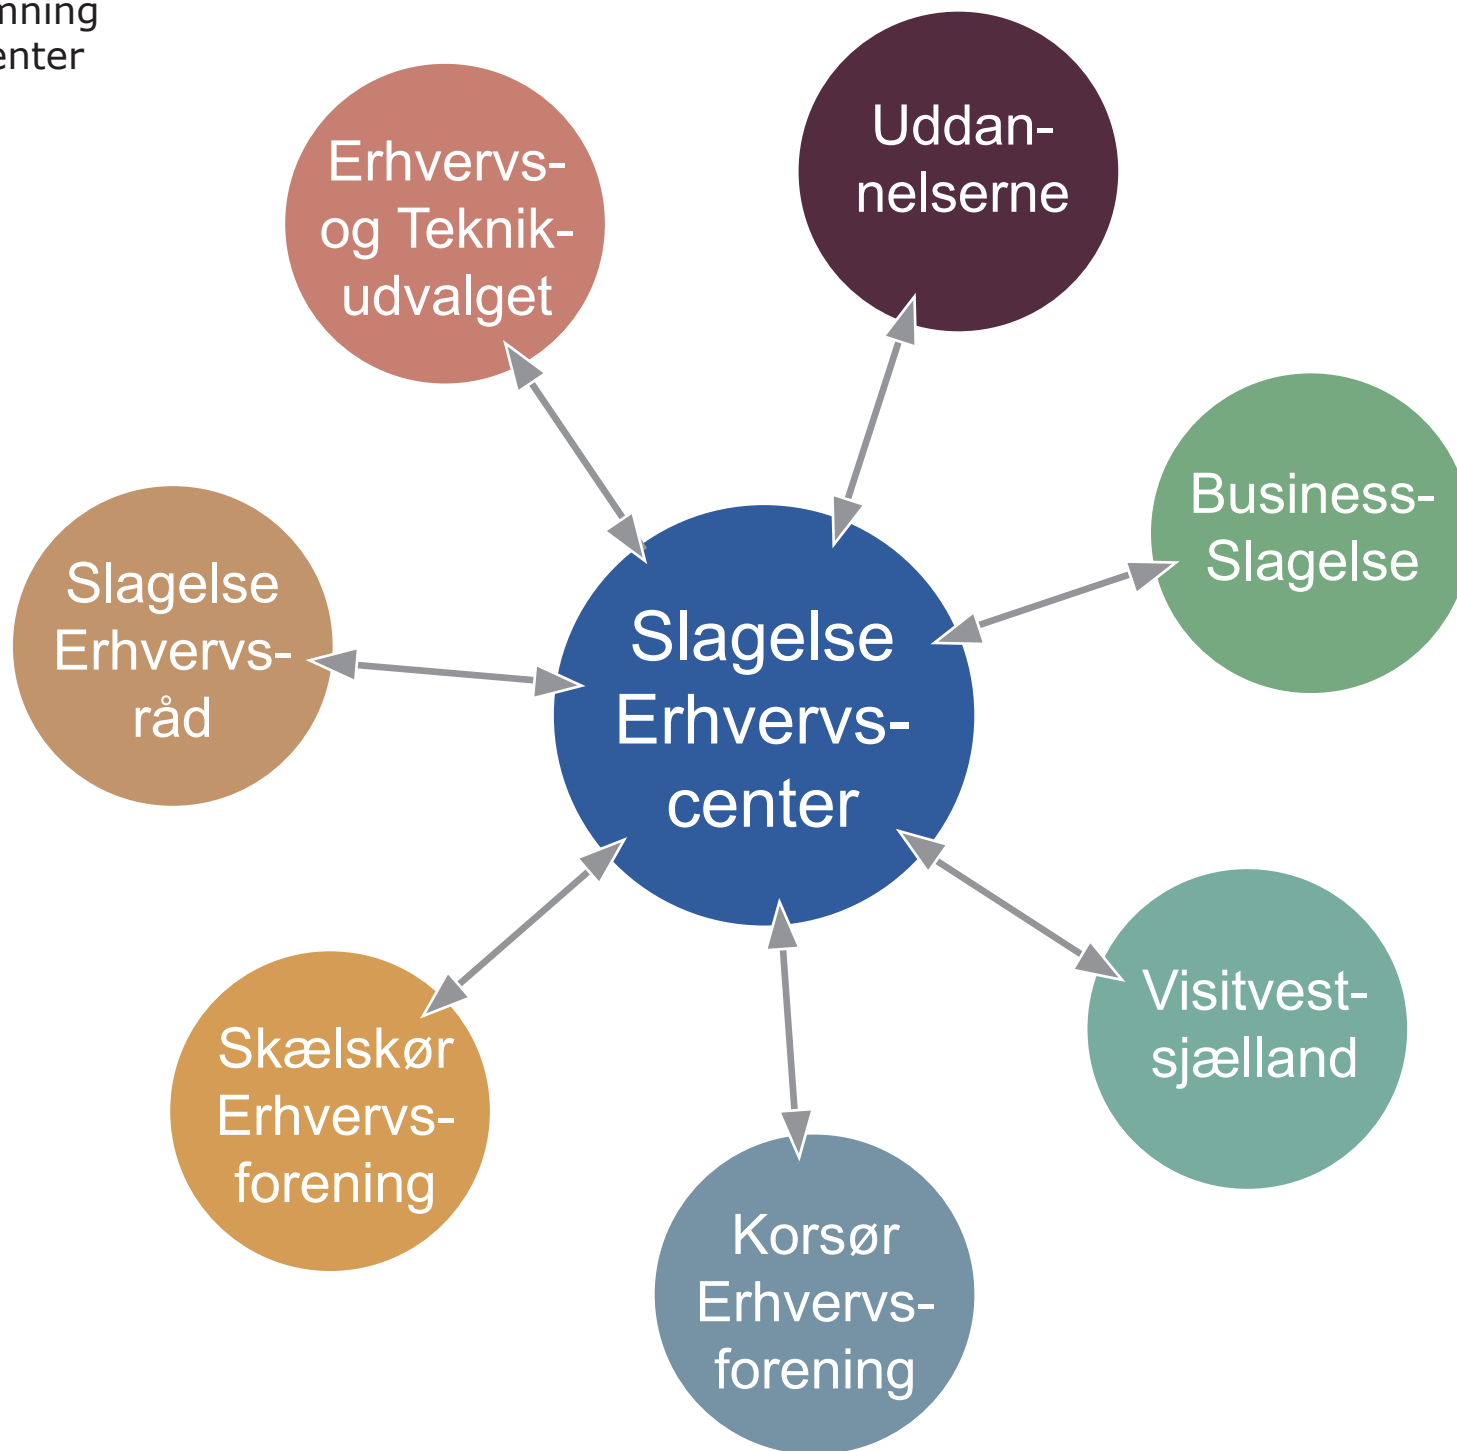 enter
Erhvervs-
og Teknik-
udvalget
Uddan-
nelserne
Business-
Slagelse
Slagelse
Erhvervs-
råd
Slagelse
Erhvervs-
center
Visitvest-
sjælland
Skælskør
Erhvervs-
forening
Korsør
Erhvervs-
forening